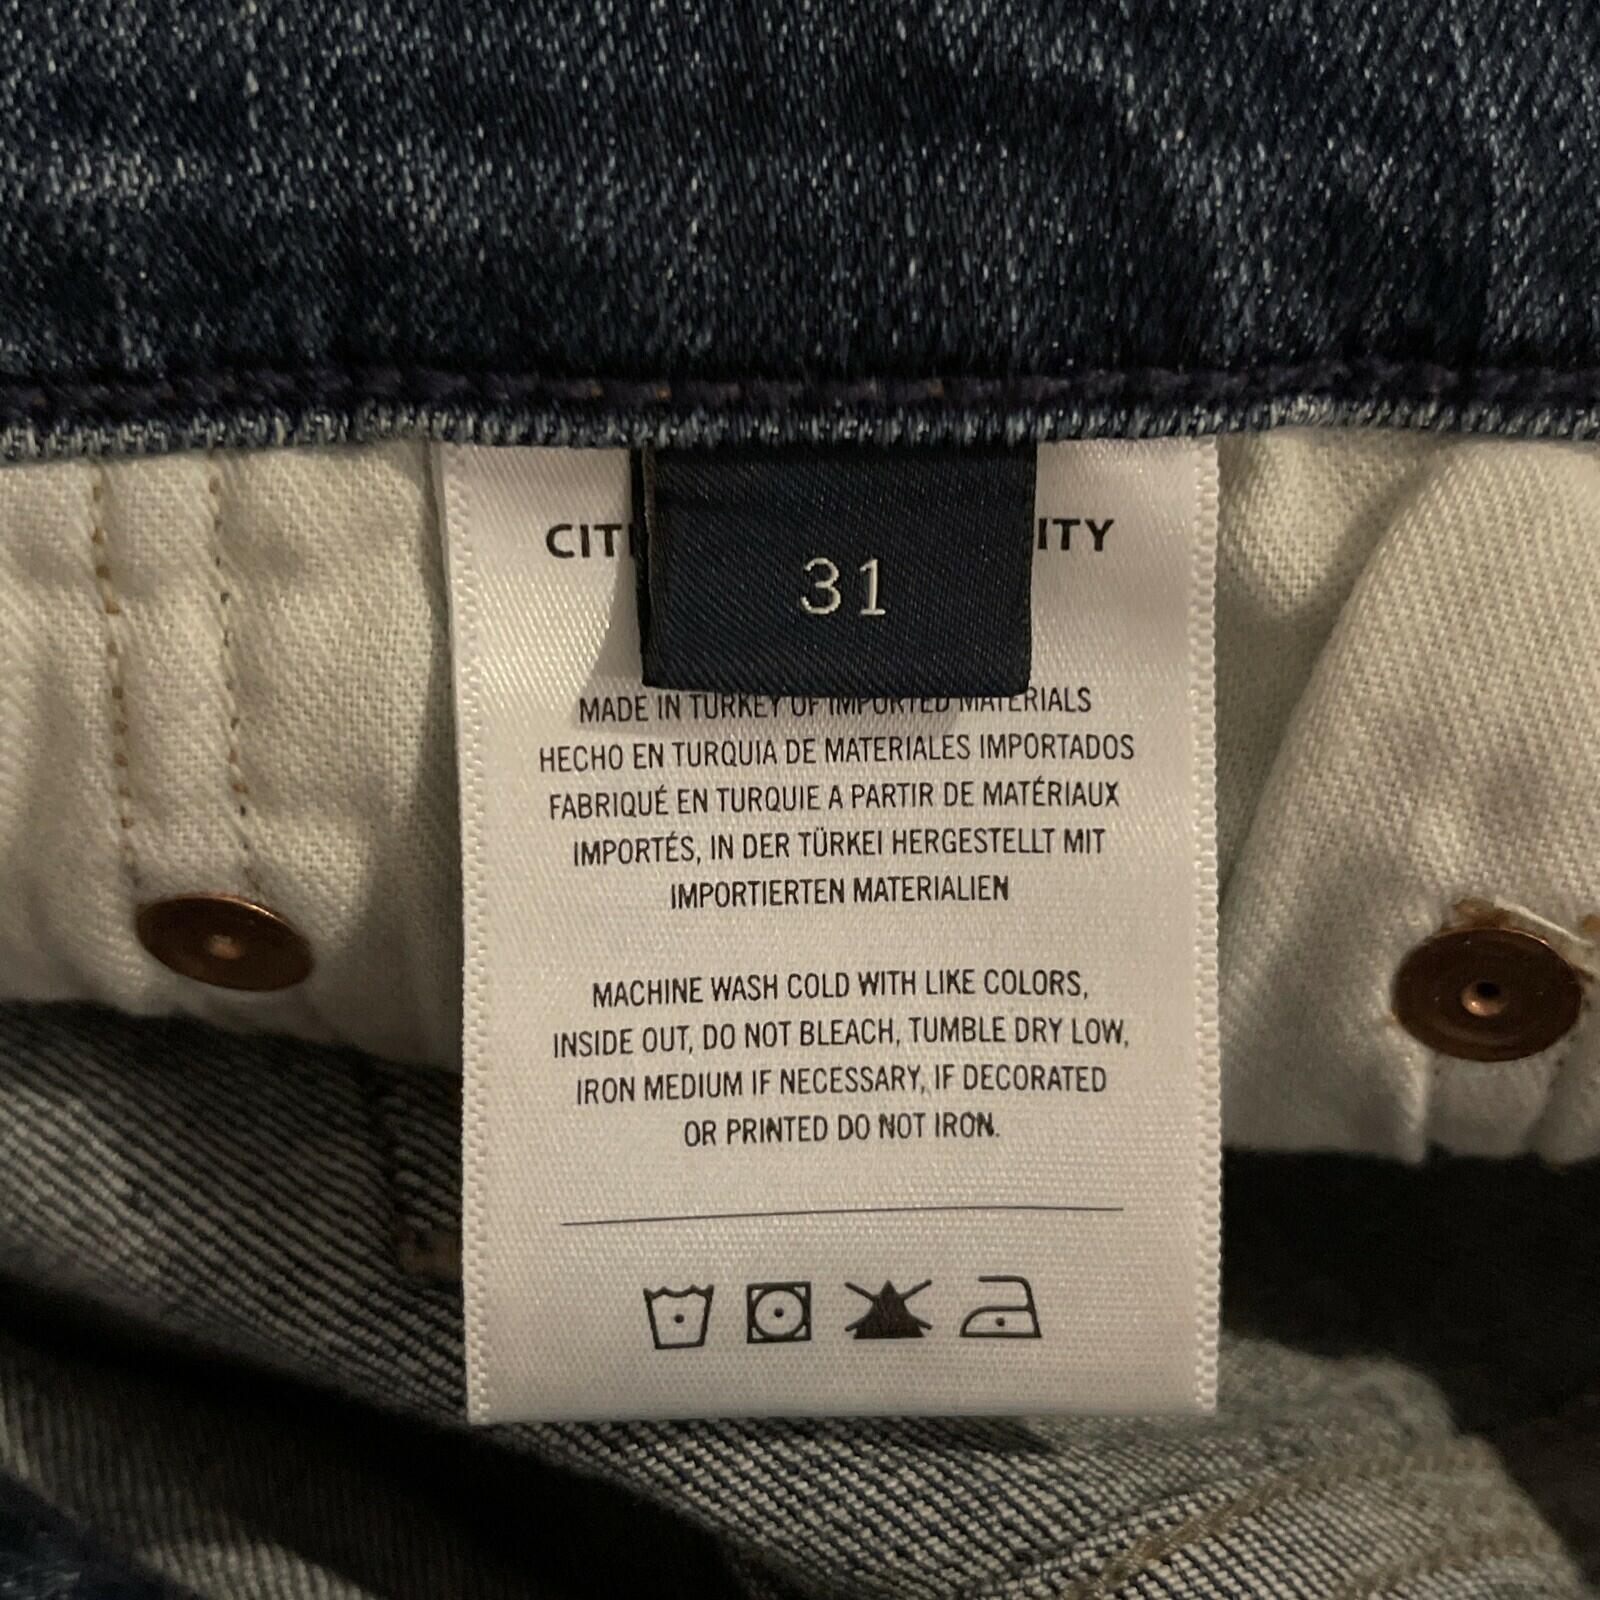 31
MADE IN TURKEY OF IMPORTED MATERIALS
HECHO EN TURQUIA DE MATERIALES IMPORTADOS
FABRIQUÉ EN TURQUIE A PARTIR DE MATÉRIAUX
IMPORTÉS, IN DER TÜRKEI HERGESTELLT MIT
IMPORTIERTEN MATERIALIEN
MACHINE WASH COLD WITH LIKE COLORS,
INSIDE OUT, DO NOT BLEACH, TUMBLE DRY LOW,
IRON MEDIUM IF NECESSARY, IF DECORATED
OR PRINTED DO NOT IRON.